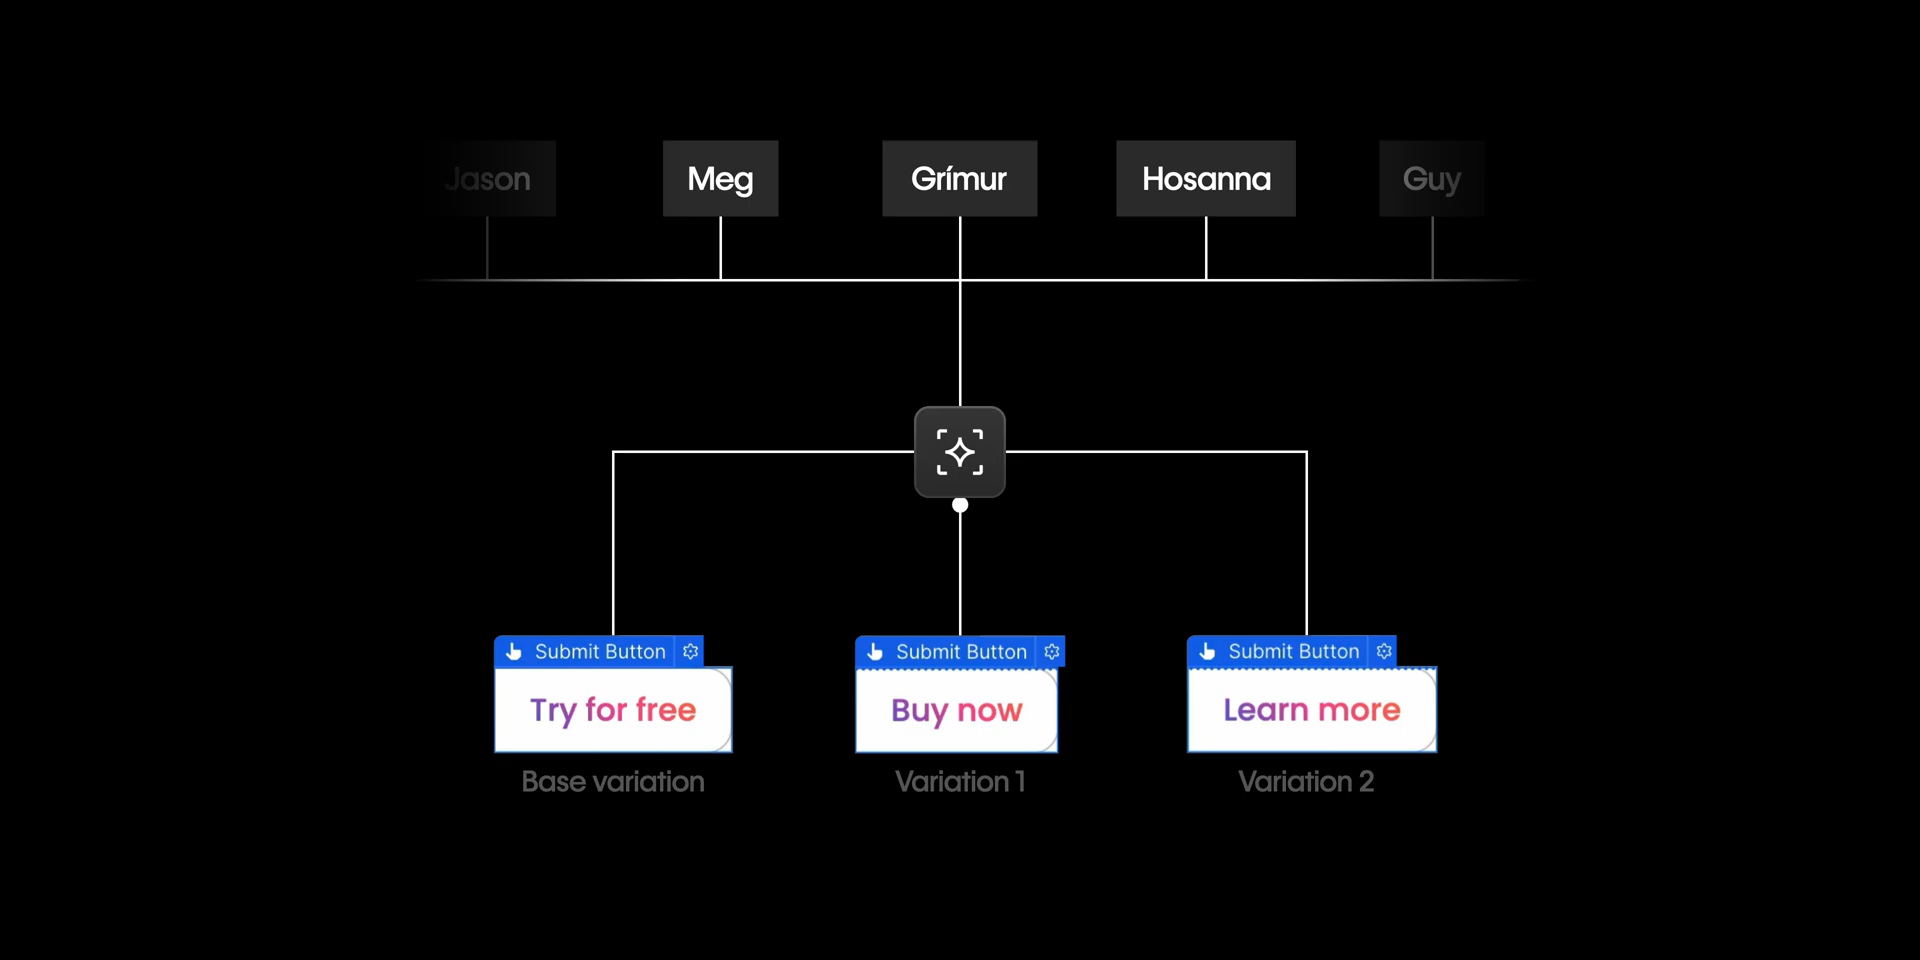 Jason
Meg
Grímur
Hosanna
Guy
Submit Button
Submit Button
Submit Button
Try for free
Buy now
Learn more
Base variation
Variation 1
Variation 2